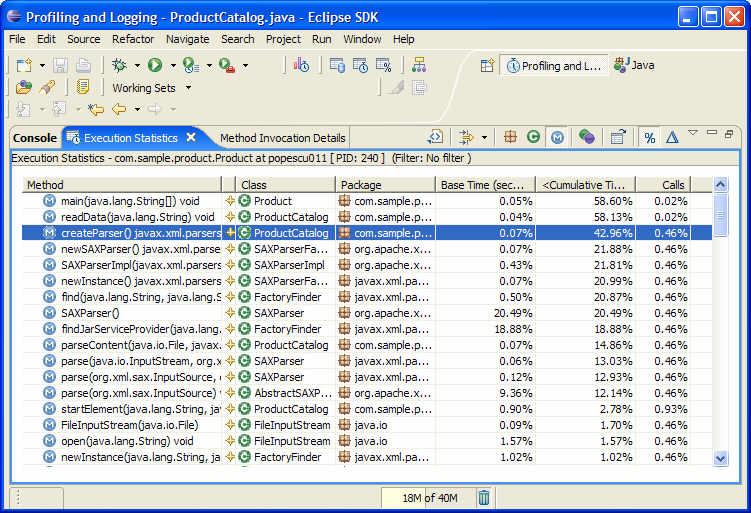 Profiling and Logging - ProductCatalog.java - Eclipse SDK
File Edit Source Refactor Navigate Search Project Run Window Help
Profiling and L... Java
Working Sets
Console Execution Statistics Method Invocation Details
Execution Statistics - com.sample.product.Product at popescu011 [ PID: 240 ] (Filter: No filter )
Method Class Package Base Time (sec... <Cumulative Ti... Calls
main(java.lang.String[]) void Product com.sample.p... 0.05% 58.60% 0.02%
readData(java.lang.String) void ProductCatalog com.sample.p... 0.04% 58.13% 0.02%
createParser() javax.xml.parsers ProductCatalog com.sample.p... 0.07% 42.96% 0.46%
newSAXParser() javax.xml.parse SAXParserFa... org.apache.x... 0.07% 21.88% 0.46%
SAXParserImpl(javax.xml.parsers SAXParserImpl org.apache.x... 0.43% 21.81% 0.46%
newInstance() javax.xml.parsers SAXParserFa... javax.xml.pa... 0.07% 20.99% 0.46%
find(java.lang.String, java.lang.S FactoryFinder javax.xml.pa... 0.50% 20.87% 0.46%
SAXParser() SAXParser org.apache.x... 20.49% 20.49% 0.46%
findJarServiceProvider(java.lang. FactoryFinder javax.xml.pa... 18.88% 18.88% 0.46%
parseContent(java.io.File, javax. ProductCatalog com.sample.p... 0.07% 14.86% 0.46%
parse(java.io.InputStream, org.x SAXParser javax.xml.pa... 0.06% 13.03% 0.46%
parse(org.xml.sax.InputSource, SAXParser javax.xml.pa... 0.12% 12.93% 0.46%
parse(org.xml.sax.InputSource) AbstractSAXP... org.apache.x... 9.36% 12.14% 0.46%
startElement(java.lang.String, ja ProductCatalog com.sample.p... 0.90% 2.78% 0.93%
FileInputStream(java.io.File) FileInputStream java.io 0.09% 1.70% 0.46%
open(java.lang.String) void FileInputStream java.io 1.57% 1.57% 0.46%
newInstance(java.lang.String, ja FactoryFinder javax.xml.pa... 1.02% 1.02% 0.46%
18M of 40M